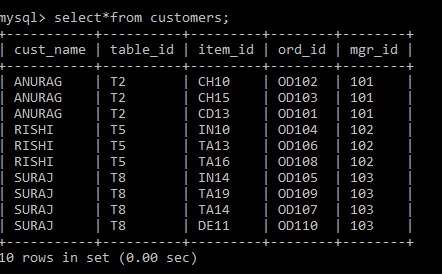 mysql> select*from customers;
+-----------+----------+---------+--------+--------+
| cust_name | table_id | item_id | ord_id | mgr_id |
+-----------+----------+---------+--------+--------+
| ANURAG    | T2       | CH10    | OD102  | 101    |
| ANURAG    | T2       | CH15    | OD103  | 101    |
| ANURAG    | T2       | CD13    | OD101  | 101    |
| RISHI     | T5       | IN10    | OD104  | 102    |
| RISHI     | T5       | TA13    | OD106  | 102    |
| RISHI     | T5       | TA16    | OD108  | 102    |
| SURAJ     | T8       | IN14    | OD105  | 103    |
| SURAJ     | T8       | TA19    | OD109  | 103    |
| SURAJ     | T8       | TA14    | OD107  | 103    |
| SURAJ     | T8       | DE11    | OD110  | 103    |
+-----------+----------+---------+--------+--------+
10 rows in set (0.00 sec)